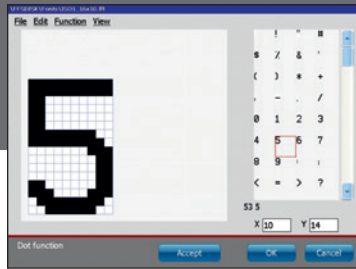 File Edit Function View
! " #
$ % & '
( ) * +
, - . /
0 1 2 3
4 5 6 7
8 9 : ;
< = > ?
5
53 5
X 10 Y 14
Dot function
Accept OK Cancel